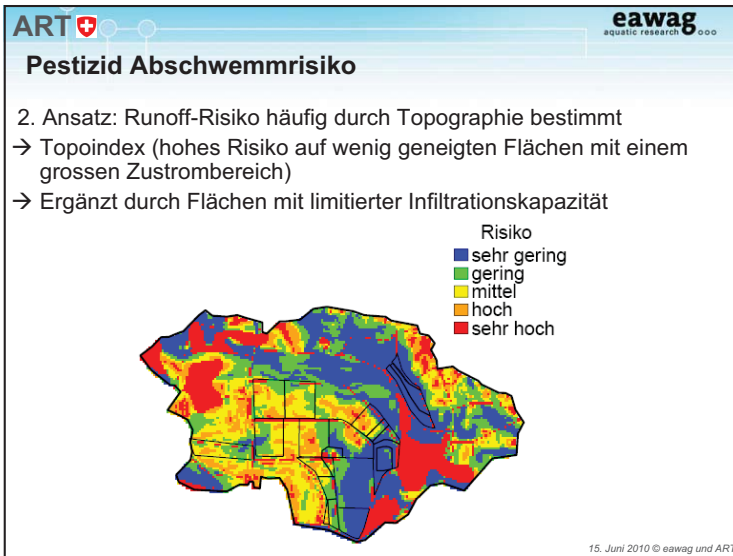 ART
eawag
aquatic research
Pestizid Abschwemmrisiko
2. Ansatz: Runoff-Risiko häufig durch Topographie bestimmt
→ Topoindex (hohes Risiko auf wenig geneigten Flächen mit einem
grossen Zustrombereich)
→ Ergänzt durch Flächen mit limitierter Infiltrationskapazität
Risiko
sehr gering
gering
mittel
hoch
sehr hoch
15. Juni 2010 © eawag und ART